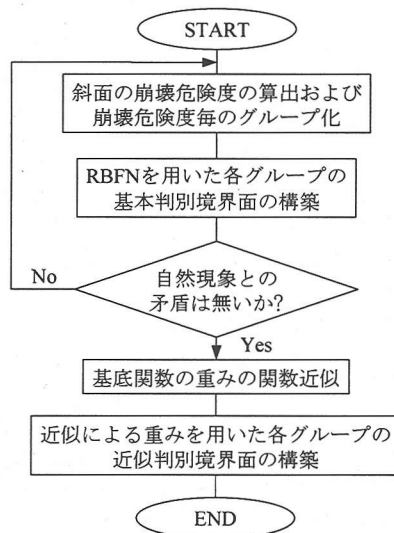 START
斜面の崩壊危険度の算出および
崩壊危険度毎のグループ化
RBFNを用いた各グループの
基本判別境界面の構築
No
自然現象との
矛盾は無いか?
Yes
基底関数の重みの関数近似
近似による重みを用いた各グループの
近似判別境界面の構築
END